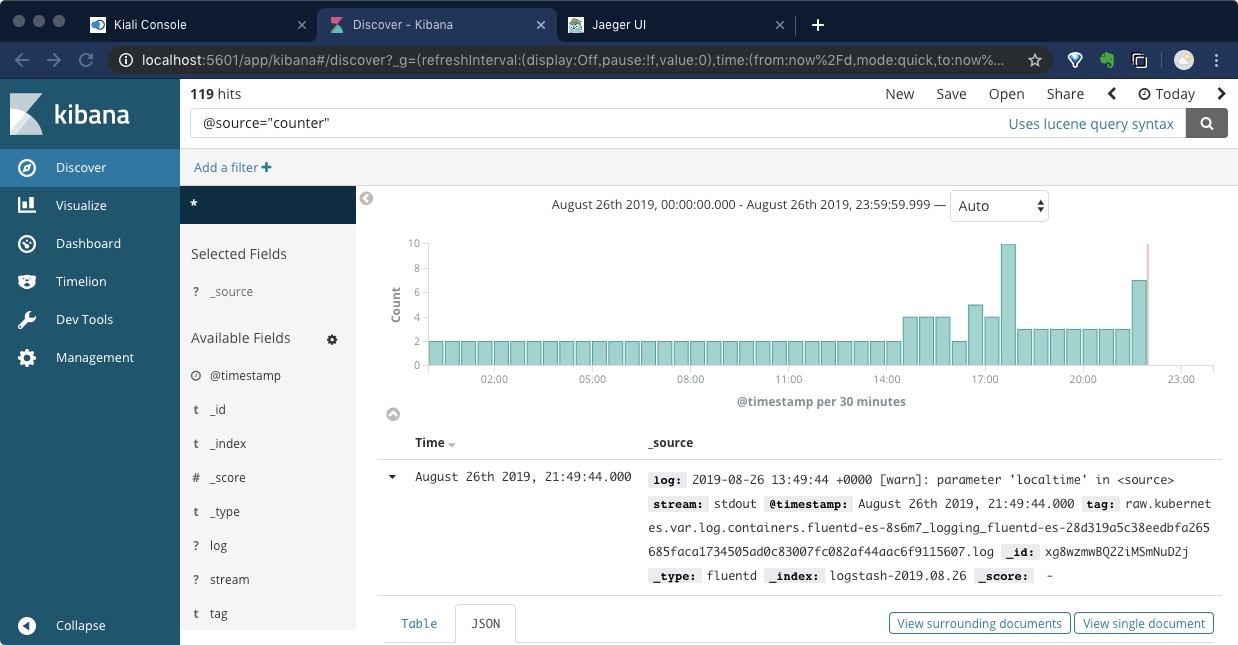 Kiali Console
Discover - Kibana
Jaeger UI
localhost:5601/app/kibana#/discover?_g=(refreshInterval:(display:Off,pause:!f,value:0),time:(from:now%2Fd,mode:quick,to:now%...
kibana
Discover
Visualize
Dashboard
Timelion
Dev Tools
Management
Collapse
119 hits
New Save Open Share Today
@source="counter"
Uses lucene query syntax
Add a filter +
*
Selected Fields
? _source
Available Fields
@timestamp
t _id
t _index
# _score
t _type
? log
? stream
t tag
August 26th 2019, 00:00:00.000 - August 26th 2019, 23:59:59.999 — Auto
Count
10
8
6
4
2
0
02:00 05:00 08:00 11:00 14:00 17:00 20:00 23:00
@timestamp per 30 minutes
Time _source
August 26th 2019, 21:49:44.000
log: 2019-08-26 13:49:44 +0000 [warn]: parameter 'localtime' in <source>
stream: stdout @timestamp: August 26th 2019, 21:49:44.000 tag: raw.kubernet
es.var.log.containers.fluentd-es-8s6m7_logging_fluentd-es-28d319a5c38eedbfa265
685faca1734505ad0c83007fc082af44aac6f9115607.log _id: xg8wzmwBQ22iMSmNuD2j
_type: fluentd _index: logstash-2019.08.26 _score: -
Table JSON
View surrounding documents View single document